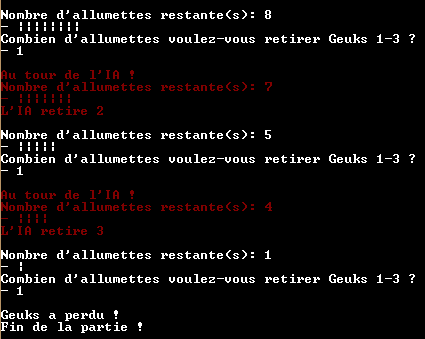 Nombre d'allumettes restante(s): 8
- ¦¦¦¦¦¦¦¦
Combien d'allumettes voulez-vous retirer Geuks 1-3 ?
- 1
Au tour de l'IA !
Nombre d'allumettes restante(s): 7
- ¦¦¦¦¦¦¦
L'IA retire 2
Nombre d'allumettes restante(s): 5
- ¦¦¦¦¦
Combien d'allumettes voulez-vous retirer Geuks 1-3 ?
- 1
Au tour de l'IA !
Nombre d'allumettes restante(s): 4
- ¦¦¦¦
L'IA retire 3
Nombre d'allumettes restante(s): 1
- ¦
Combien d'allumettes voulez-vous retirer Geuks 1-3 ?
- 1
Geuks a perdu !
Fin de la partie !